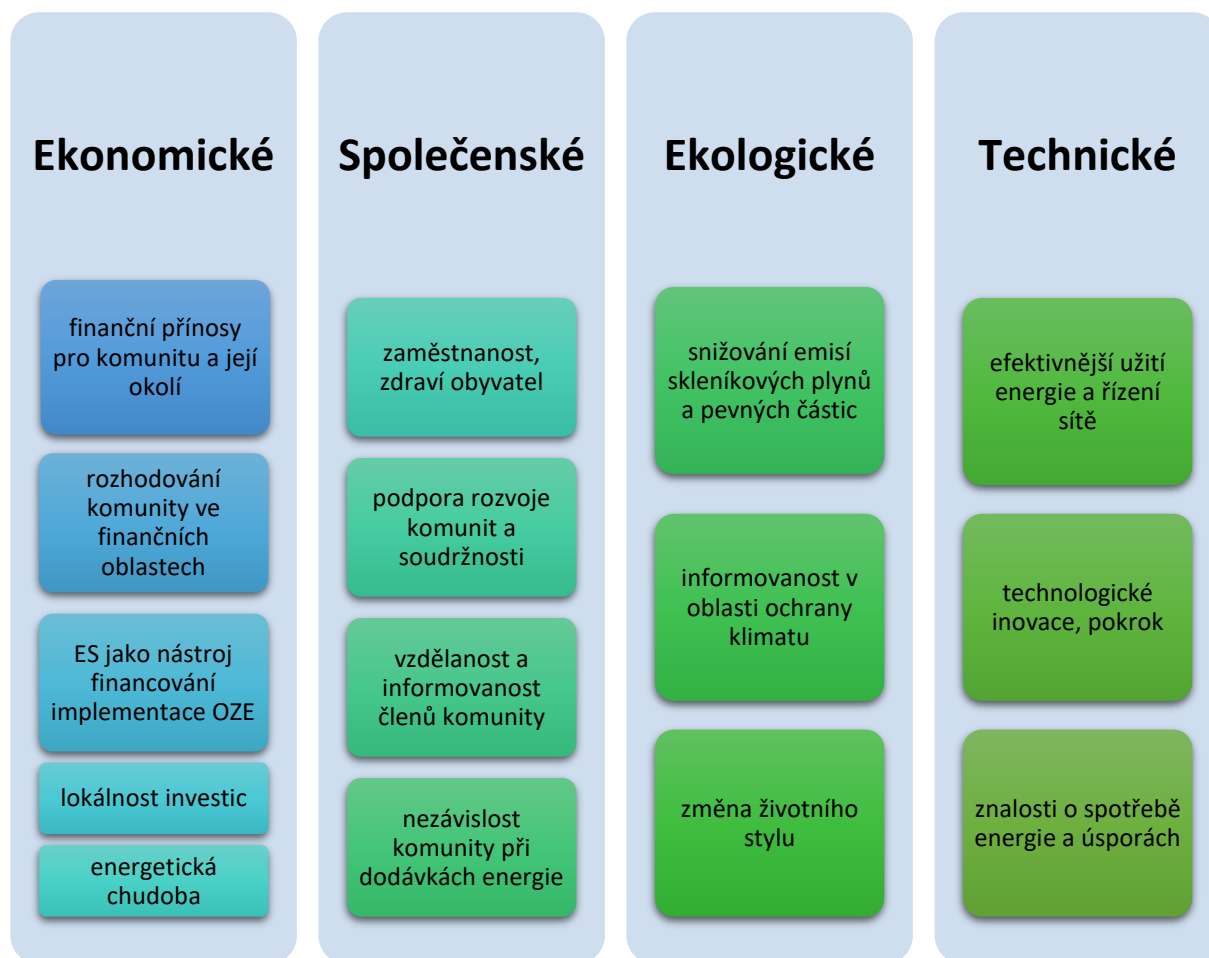 Ekonomické
finanční přínosy
pro komunitu a její
okolí
rozhodování
komunity ve
finančních
oblastech
ES jako nástroj
financování
implementace OZE
lokálnost investic
energetická
chudoba
Společenské
zaměstnanost,
zdraví obyvatel
podpora rozvoje
komunit a
soudržnosti
vzdělanost a
informovanost
členů komunity
nezávislost
komunity při
dodávkách energie
Ekologické
snižování emisí
skleníkových plynů
a pevných částic
informovanost v
oblasti ochrany
klimatu
změna životního
stylu
Technické
efektivnější užití
energie a řízení
sítě
technologické
inovace, pokrok
znalosti o spotřebě
energie a úsporách